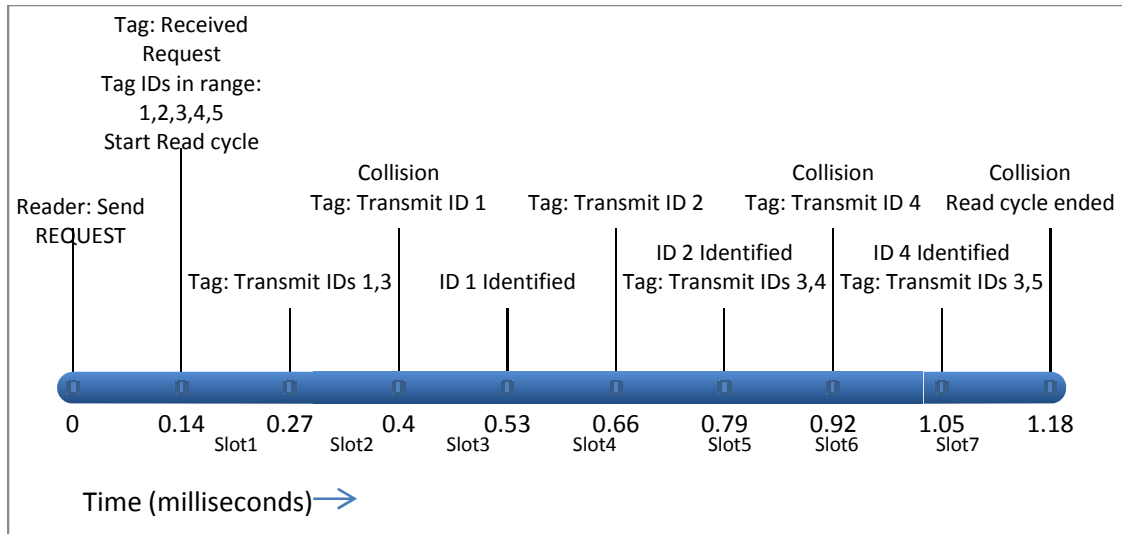 Tag: Received
Request
Tag IDs in range:
1,2,3,4,5
Start Read cycle
Reader: Send
REQUEST
Collision
Tag: Transmit ID 1
Tag: Transmit ID 2
Collision
Tag: Transmit ID 4
Collision
Read cycle ended
Tag: Transmit IDs 1,3
ID 1 Identified
ID 2 Identified
Tag: Transmit IDs 3,4
ID 4 Identified
Tag: Transmit IDs 3,5
0 0.14 0.27 0.4 0.53 0.66 0.79 0.92 1.05 1.18
Slot1 Slot2 Slot3 Slot4 Slot5 Slot6 Slot7
Time (milliseconds)